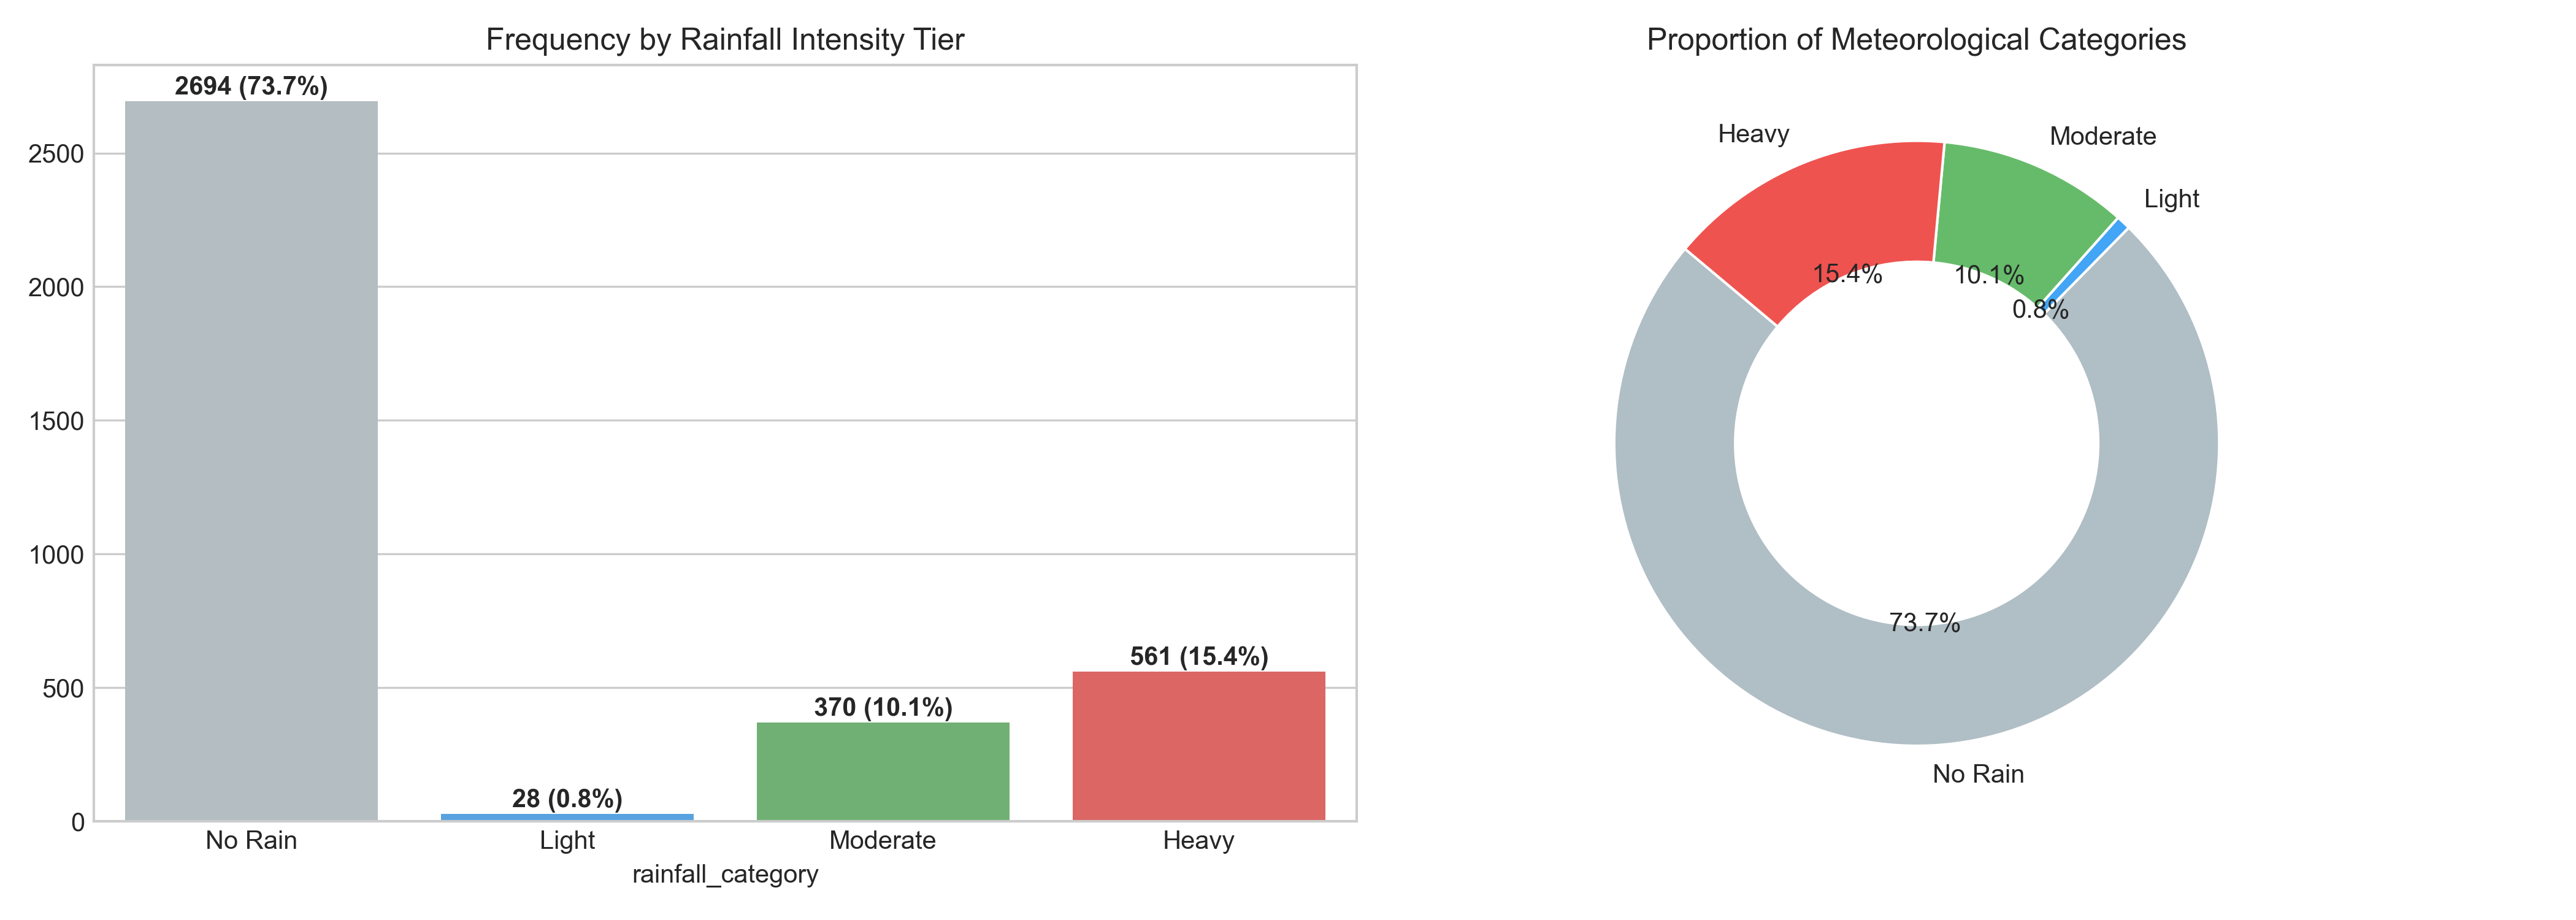 Frequency by Rainfall Intensity Tier
2694 (73.7%)
2500
2000
1500
1000
500
0
28 (0.8%)
370 (10.1%)
561 (15.4%)
No Rain
Light
Moderate
Heavy
rainfall_category
Proportion of Meteorological Categories
Heavy
Moderate
Light
15.4%
10.1%
0.8%
73.7%
No Rain